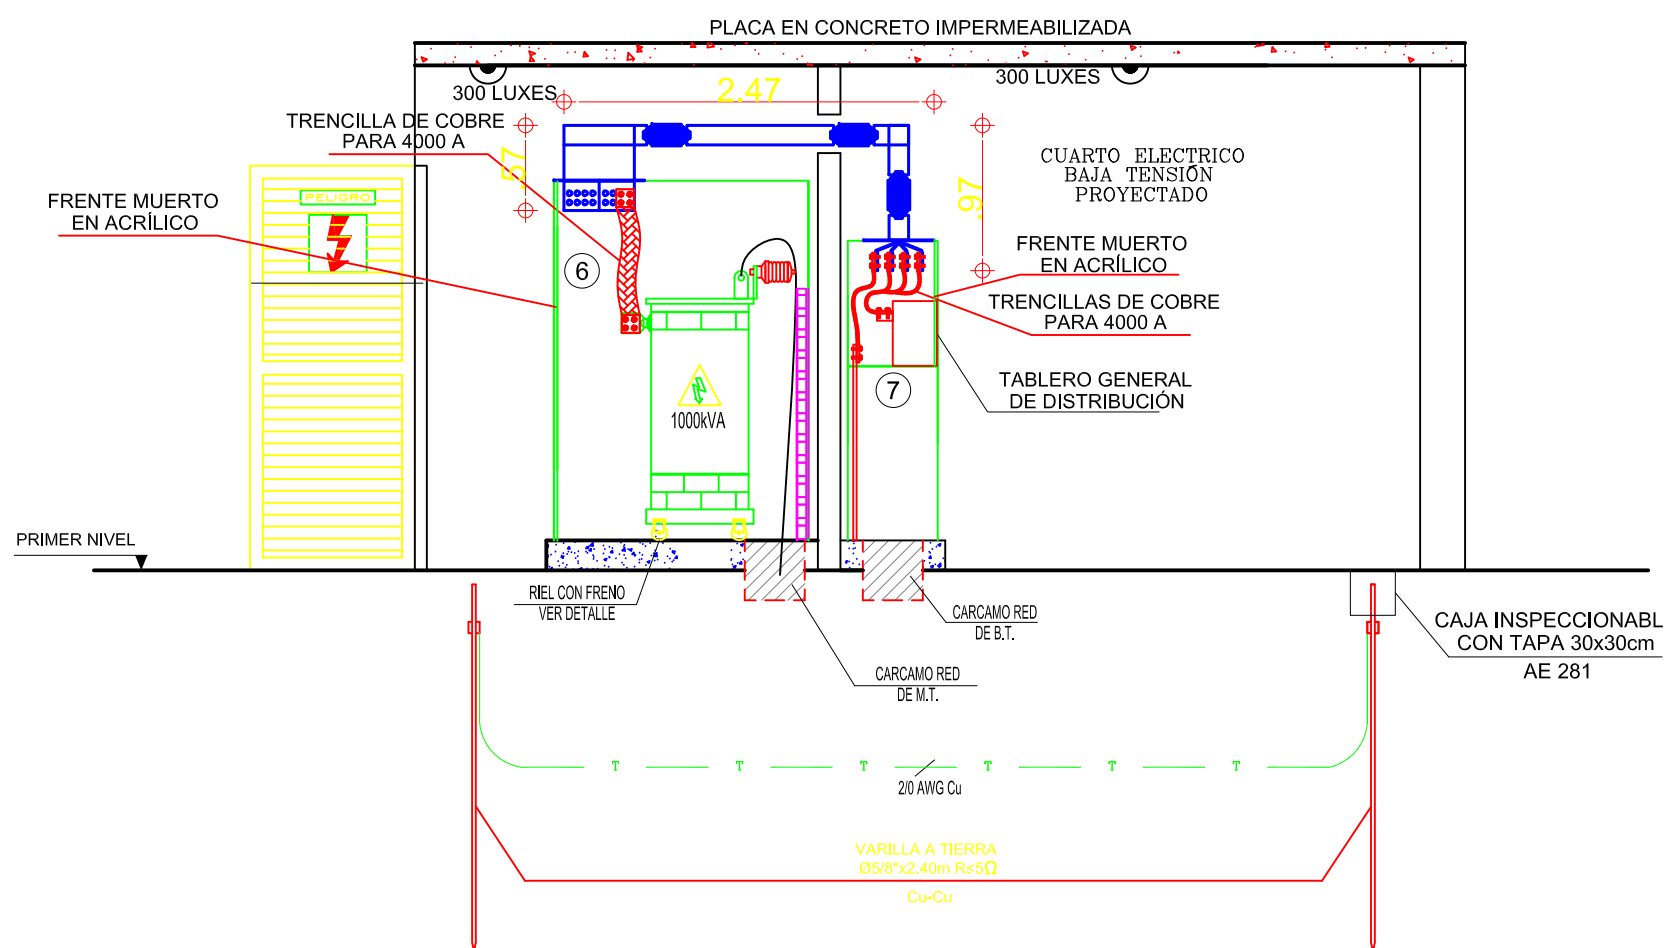 PLACA EN CONCRETO IMPERMEABILIZADA
300 LUXES
2.47
300 LUXES
TRENCILLA DE COBRE
PARA 4000 A
.57
.97
CUARTO ELECTRICO
BAJA TENSIÓN
PROYECTADO
FRENTE MUERTO
EN ACRÍLICO
PELIGRO
6
FRENTE MUERTO
EN ACRÍLICO
TRENCILLAS DE COBRE
PARA 4000 A
TABLERO GENERAL
DE DISTRIBUCIÓN
7
1000kVA
PRIMER NIVEL
RIEL CON FRENO
VER DETALLE
CARCAMO RED
DE B.T.
CARCAMO RED
DE M.T.
CAJA INSPECCIONABL
CON TAPA 30x30cm
AE 281
T T T T T T
2/0 AWG Cu
VARILLA A TIERRA
Ø5/8"x2.40m R≤5Ω
Cu-Cu